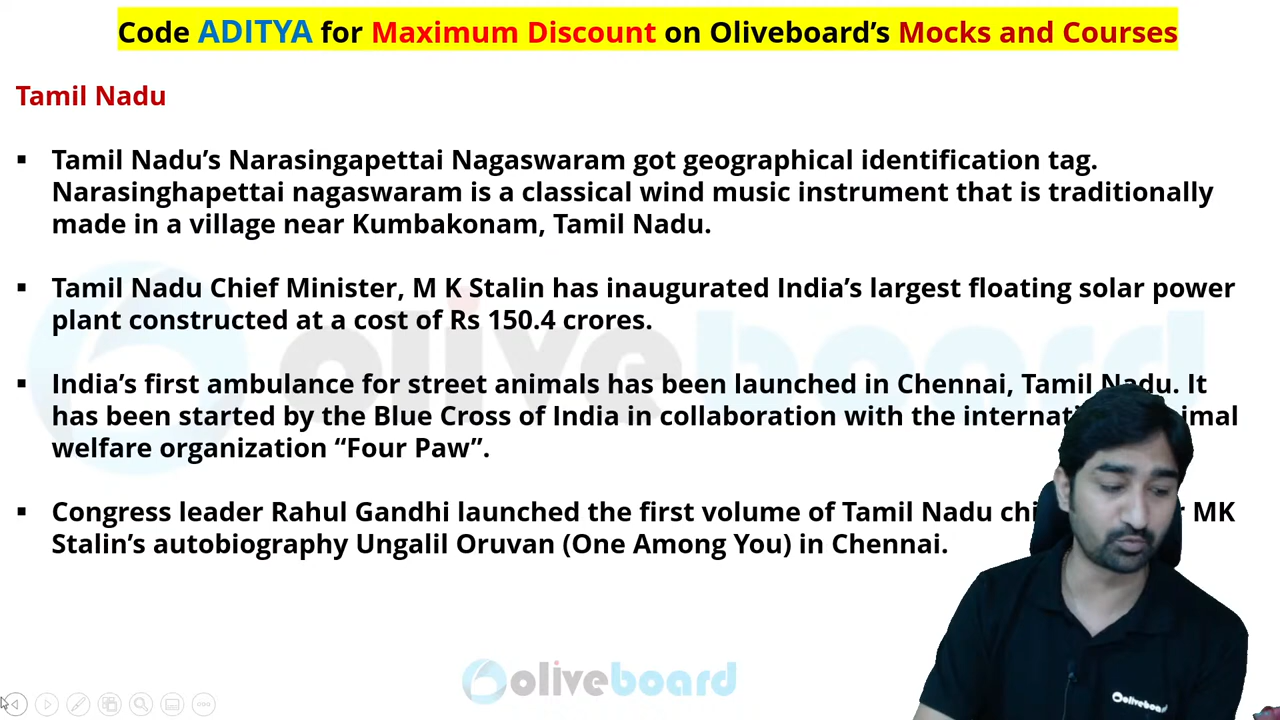 Code ADITYA for Maximum Discount on Oliveboard’s Mocks and Courses
Tamil Nadu
▪ Tamil Nadu’s Narasingapettai Nagaswaram got geographical identification tag.
Narasinghapettai nagaswaram is a classical wind music instrument that is traditionally
made in a village near Kumbakonam, Tamil Nadu.
▪ Tamil Nadu Chief Minister, M K Stalin has inaugurated India’s largest floating solar power
plant constructed at a cost of Rs 150.4 crores.
▪ India’s first ambulance for street animals has been launched in Chennai, Tamil Nadu. It
has been started by the Blue Cross of India in collaboration with the
welfare organization “Four Paw”.
▪ Congress leader Rahul Gandhi launched the first volume of Tamil Nadu MK
Stalin’s autobiography Ungalil Oruvan (One Among You) in Chennai.
oliveboard
oliveboard